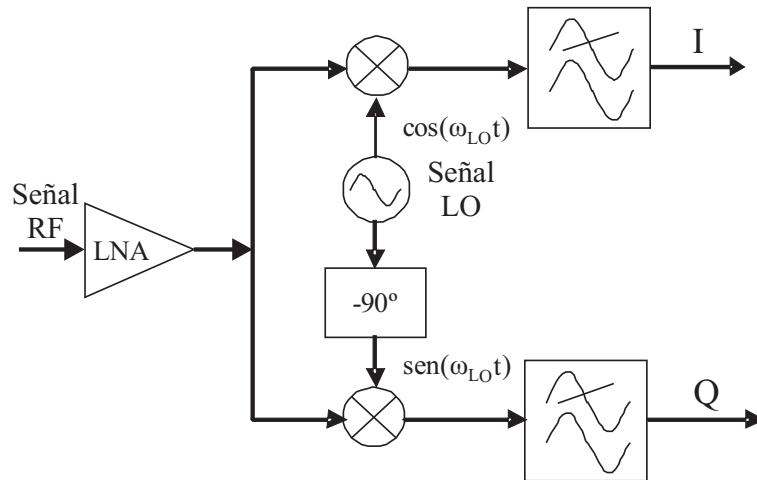 I
cos(ω_LO t)
Señal
LO
Señal
RF
LNA
-90º
sen(ω_LO t)
Q